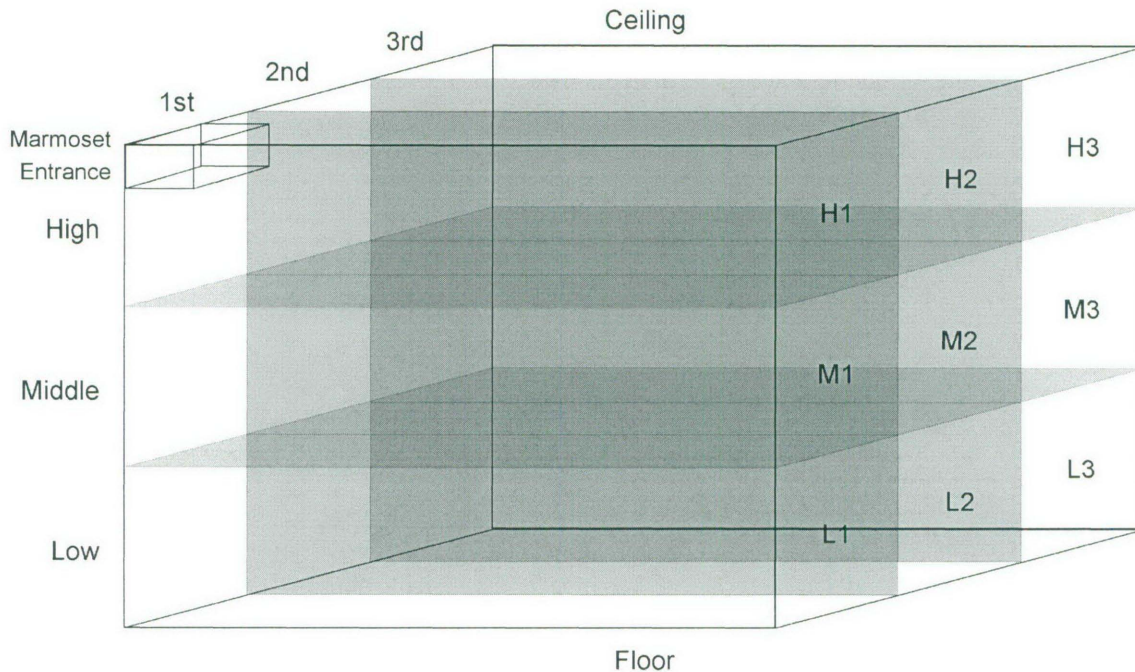 Ceiling
3rd
2nd
1st
Marmoset
Entrance
High
Middle
Low
H1
H2
H3
M1
M2
M3
L1
L2
L3
Floor